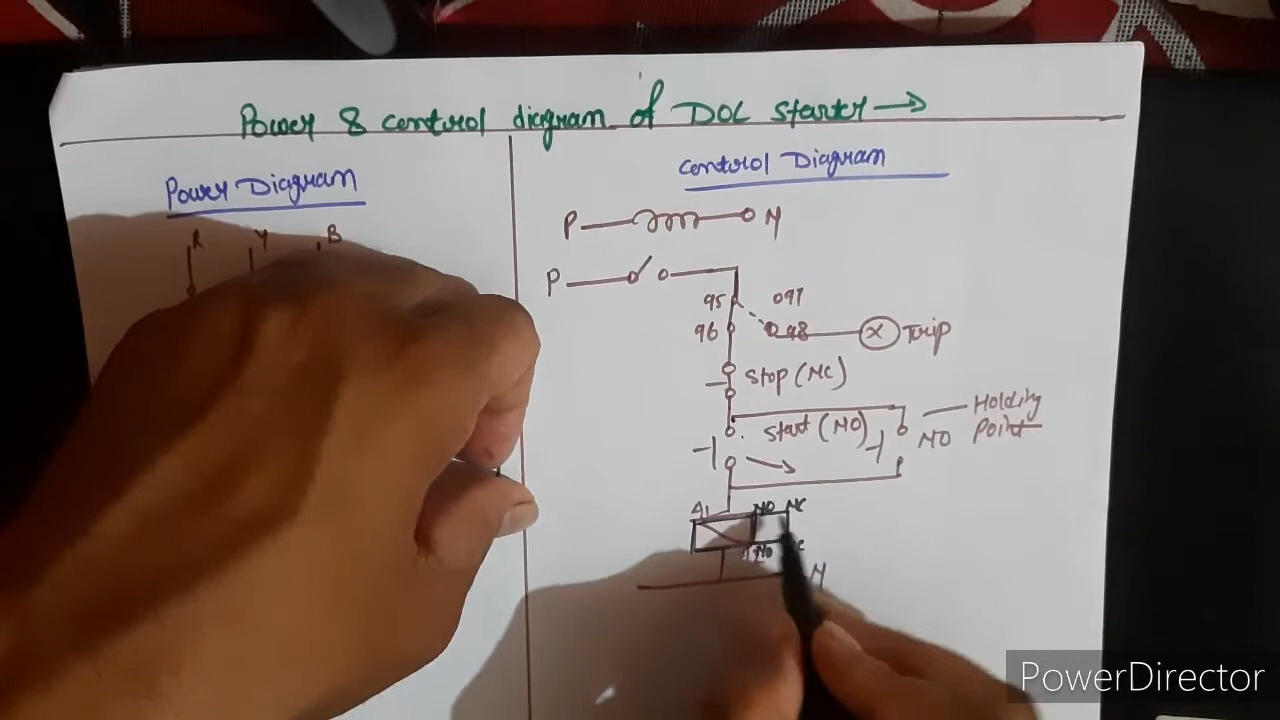 Power & control diagram of DOL starter
Power Diagram
Control Diagram
R Y B
P N
P
95 097
96 98 Trip
Stop (NC)
Start (NO)
NO
Holding
Point
A1 NO NC
NO
N
PowerDirector